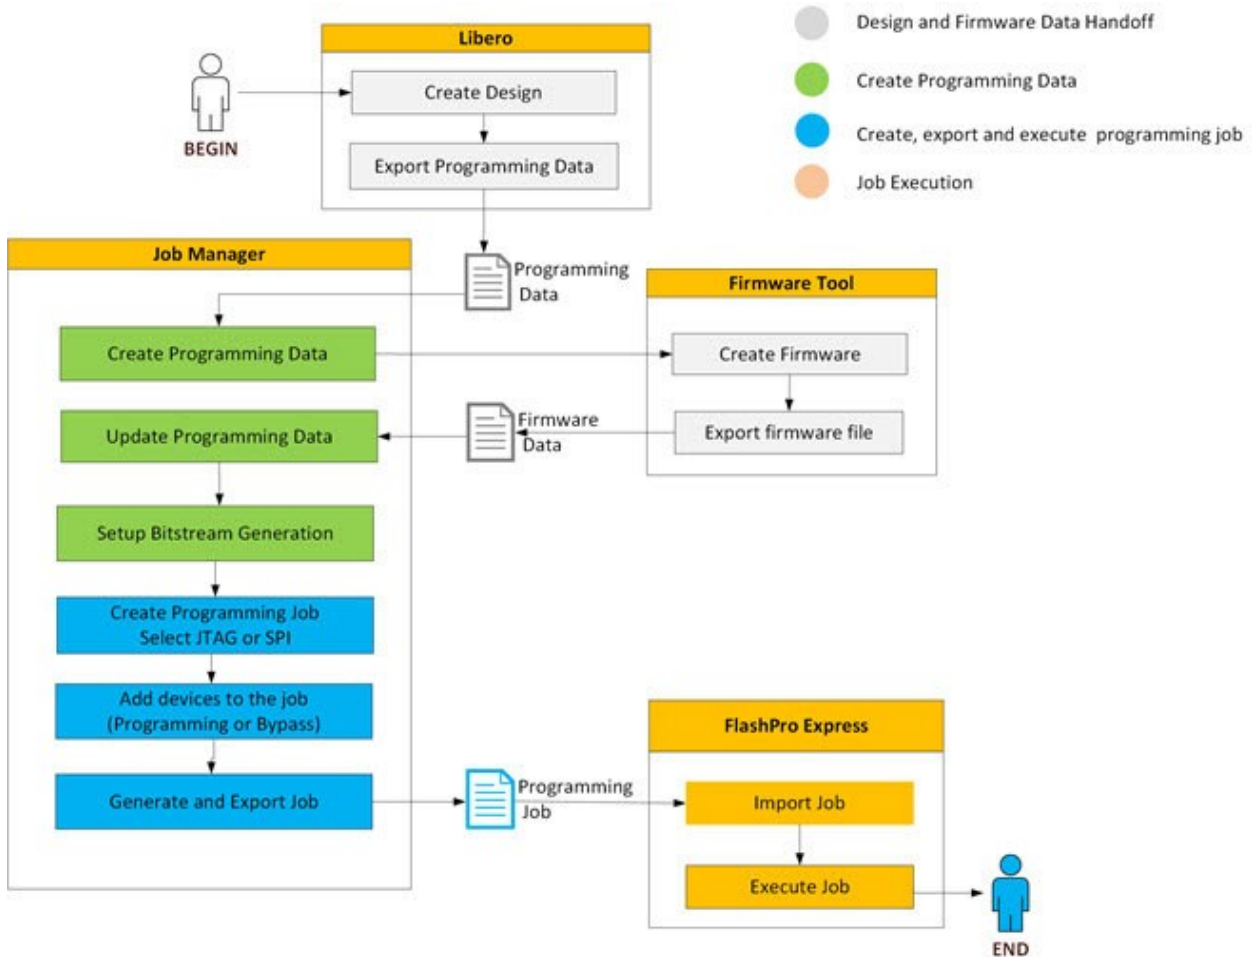 Libero
Create Design
Export Programming Data
BEGIN
Design and Firmware Data Handoff
Create Programming Data
Create, export and execute programming job
Job Execution
Job Manager
Programming
Data
Create Programming Data
Firmware Tool
Create Firmware
Export firmware file
Firmware
Data
Update Programming Data
Setup Bitstream Generation
Create Programming Job
Select JTAG or SPI
Add devices to the job
(Programming or Bypass)
Generate and Export Job
Programming
Job
FlashPro Express
Import Job
Execute Job
END